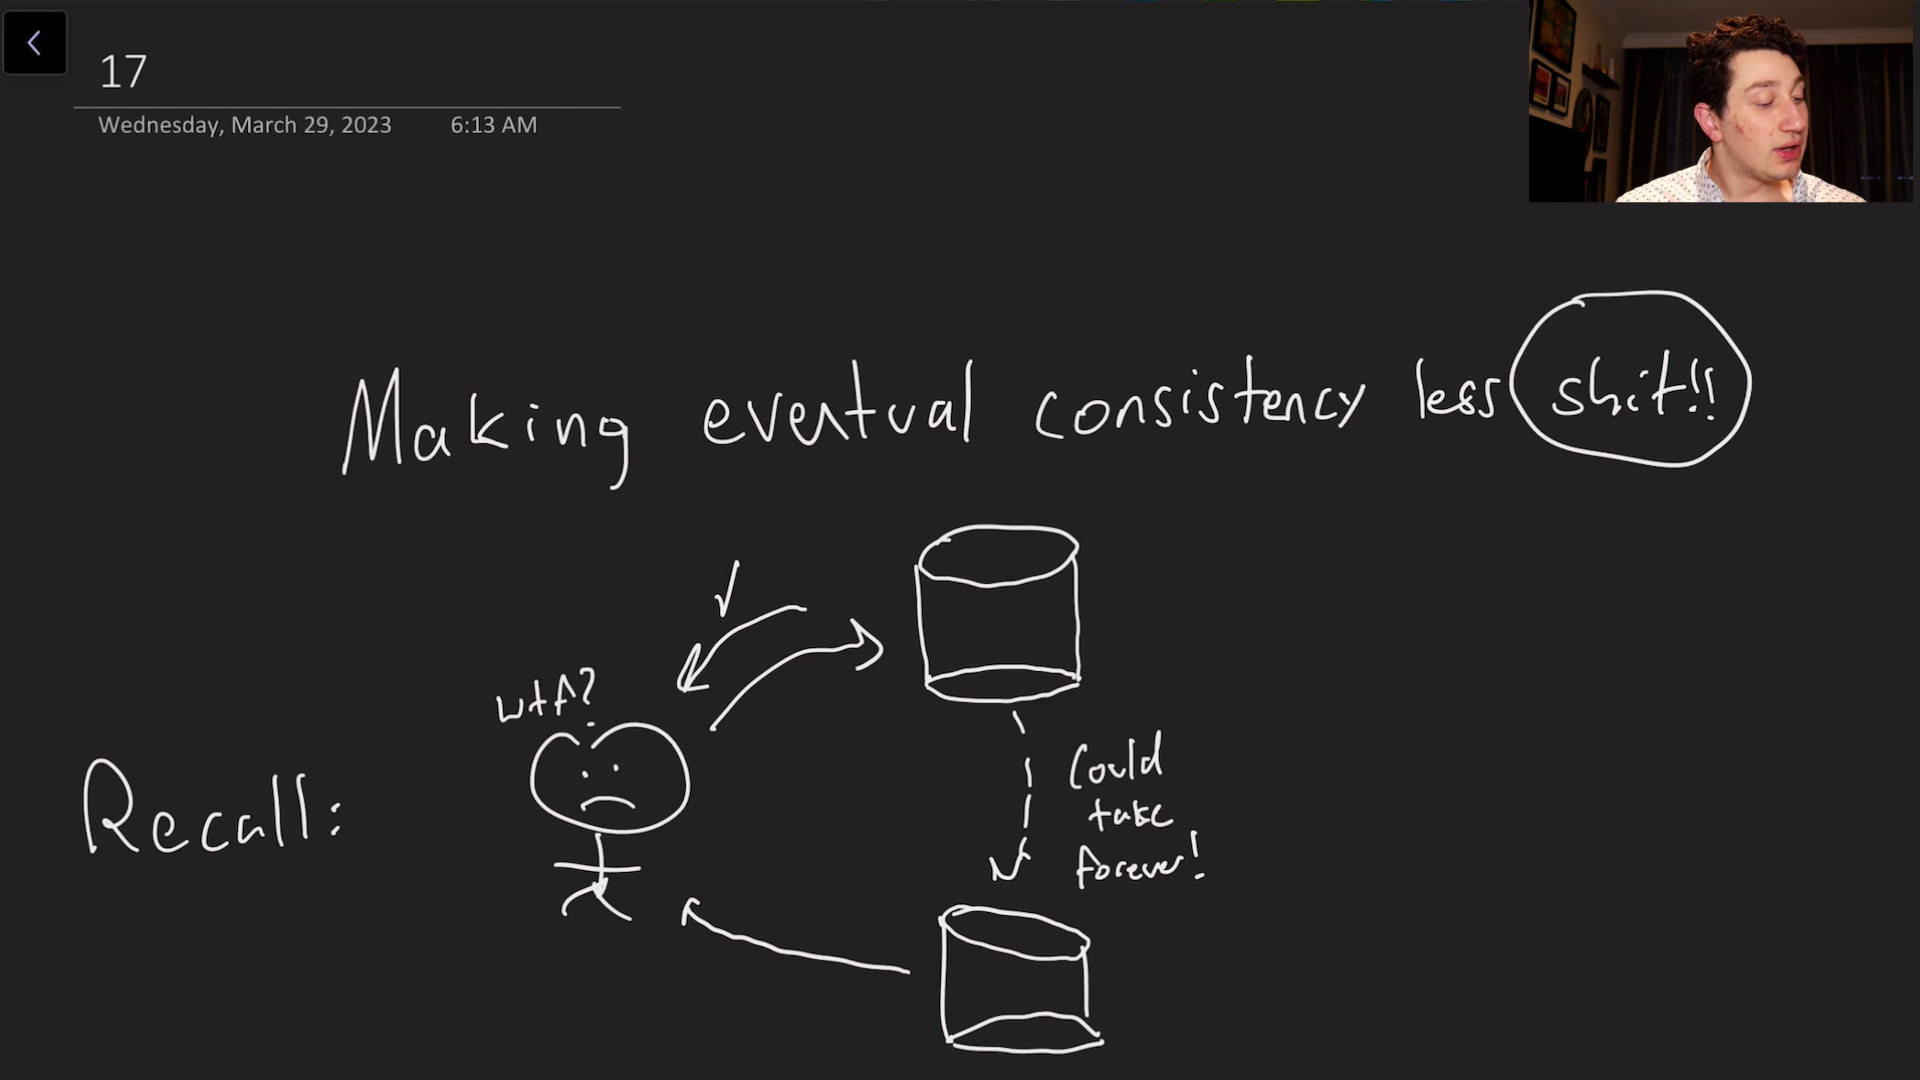 17
Wednesday, March 29, 2023 6:13 AM
Making eventual consistency less shit!!
wtf?
Recall:
Could
take
forever!